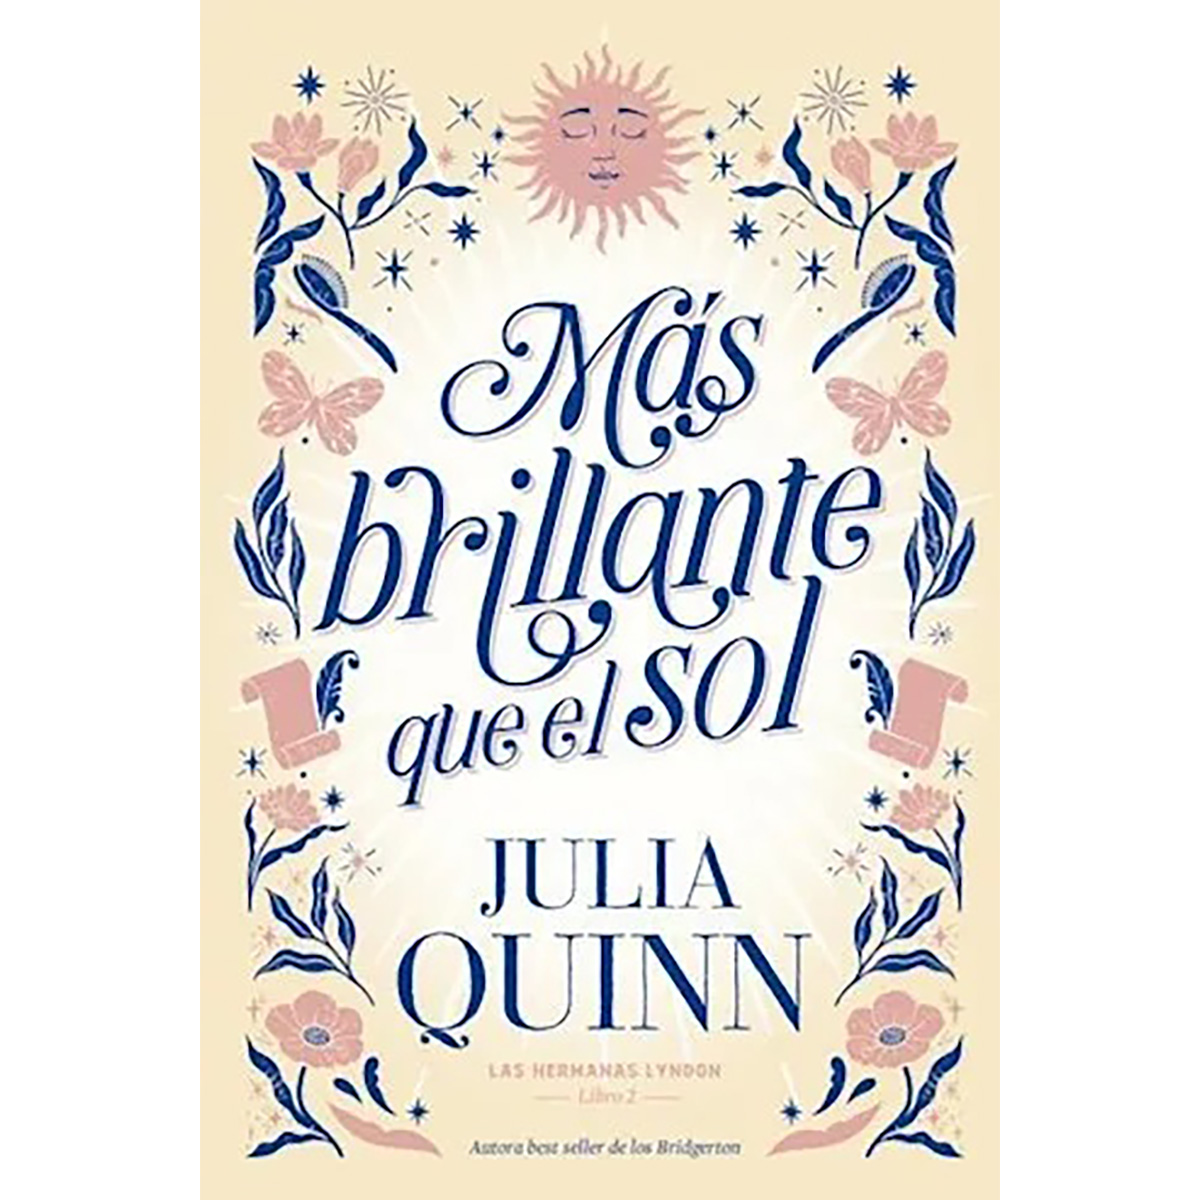 Más
brillante
que el sol
JULIA
QUINN
LAS HERMANAS LYNDON
Libro 2
Autora best seller de los Bridgerton